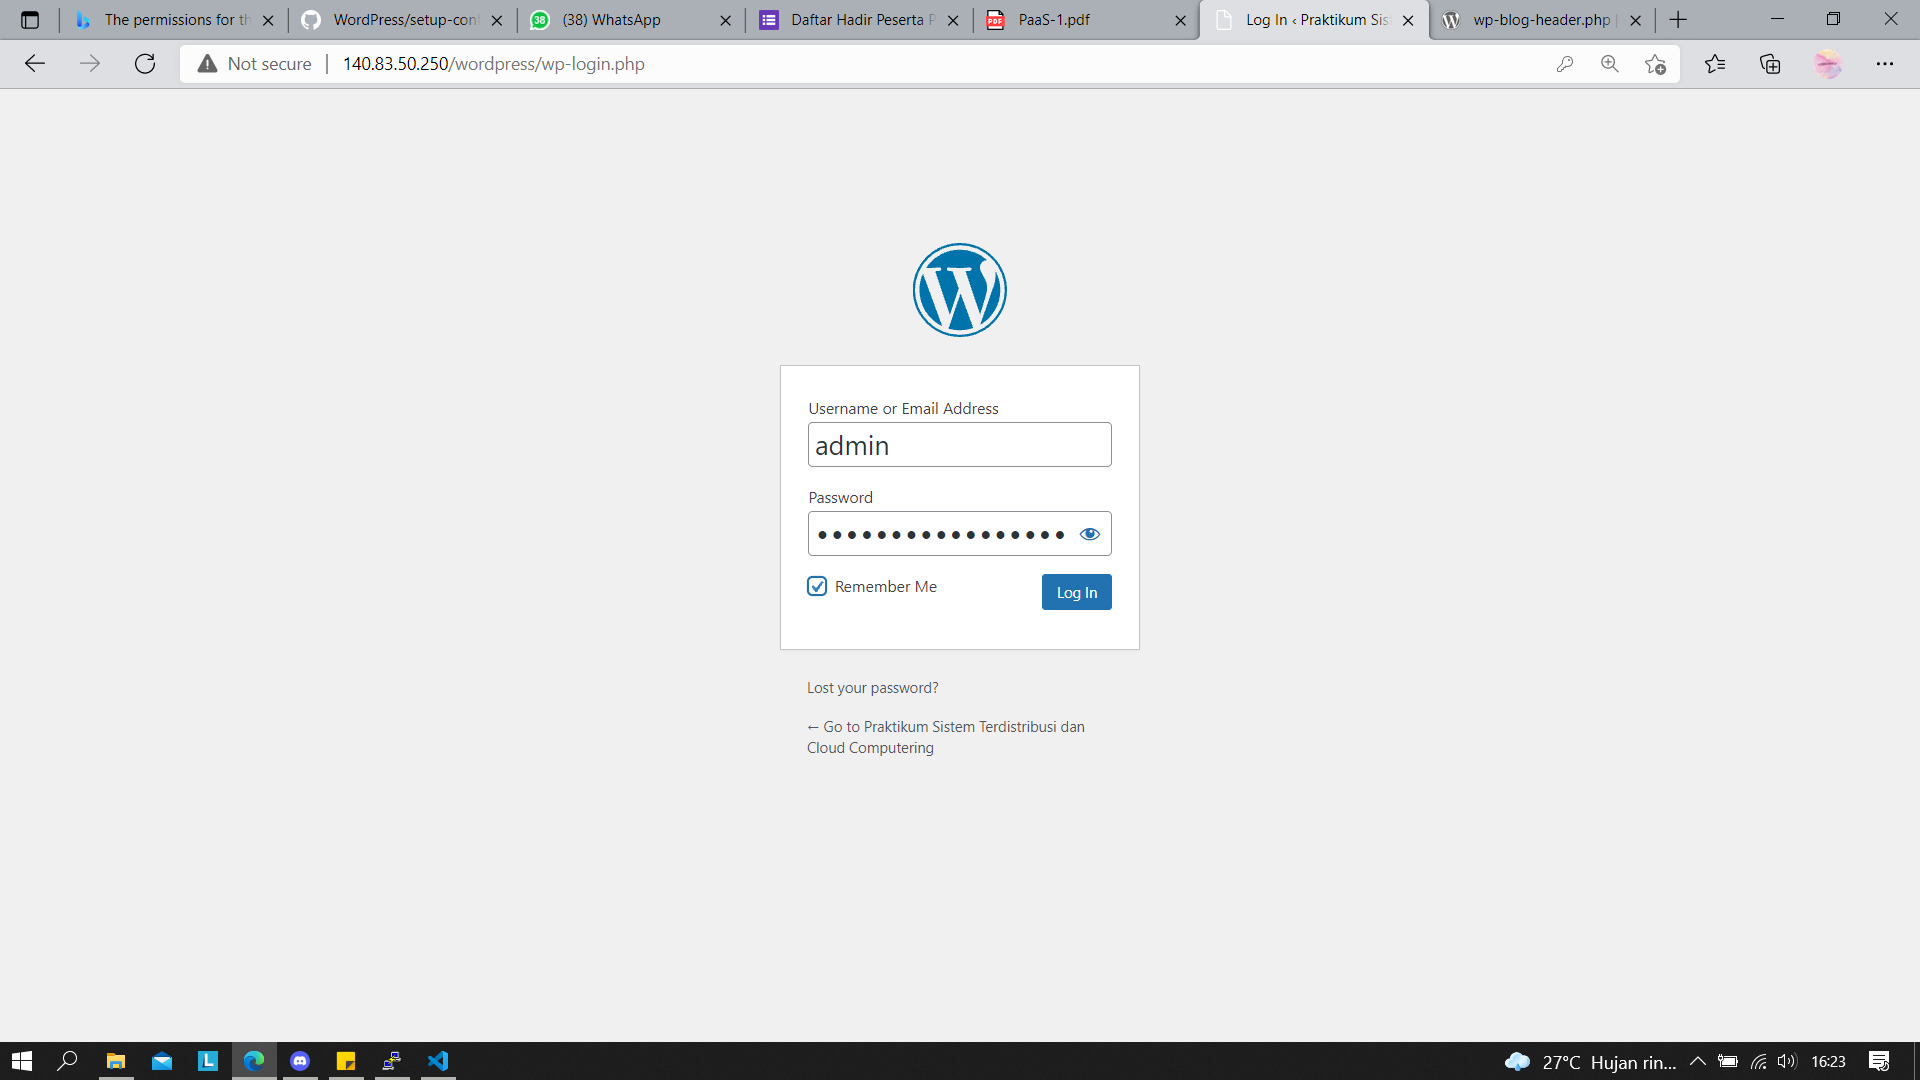 The permissions for th
WordPress/setup-conf
(38) WhatsApp
Daftar Hadir Peserta P
PaaS-1.pdf
Log In ‹ Praktikum Sis
wp-blog-header.php |
Not secure
140.83.50.250/wordpress/wp-login.php
Username or Email Address
admin
Password
Remember Me
Log In
Lost your password?
← Go to Praktikum Sistem Terdistribusi dan
Cloud Computering
27°C Hujan rin...
16:23